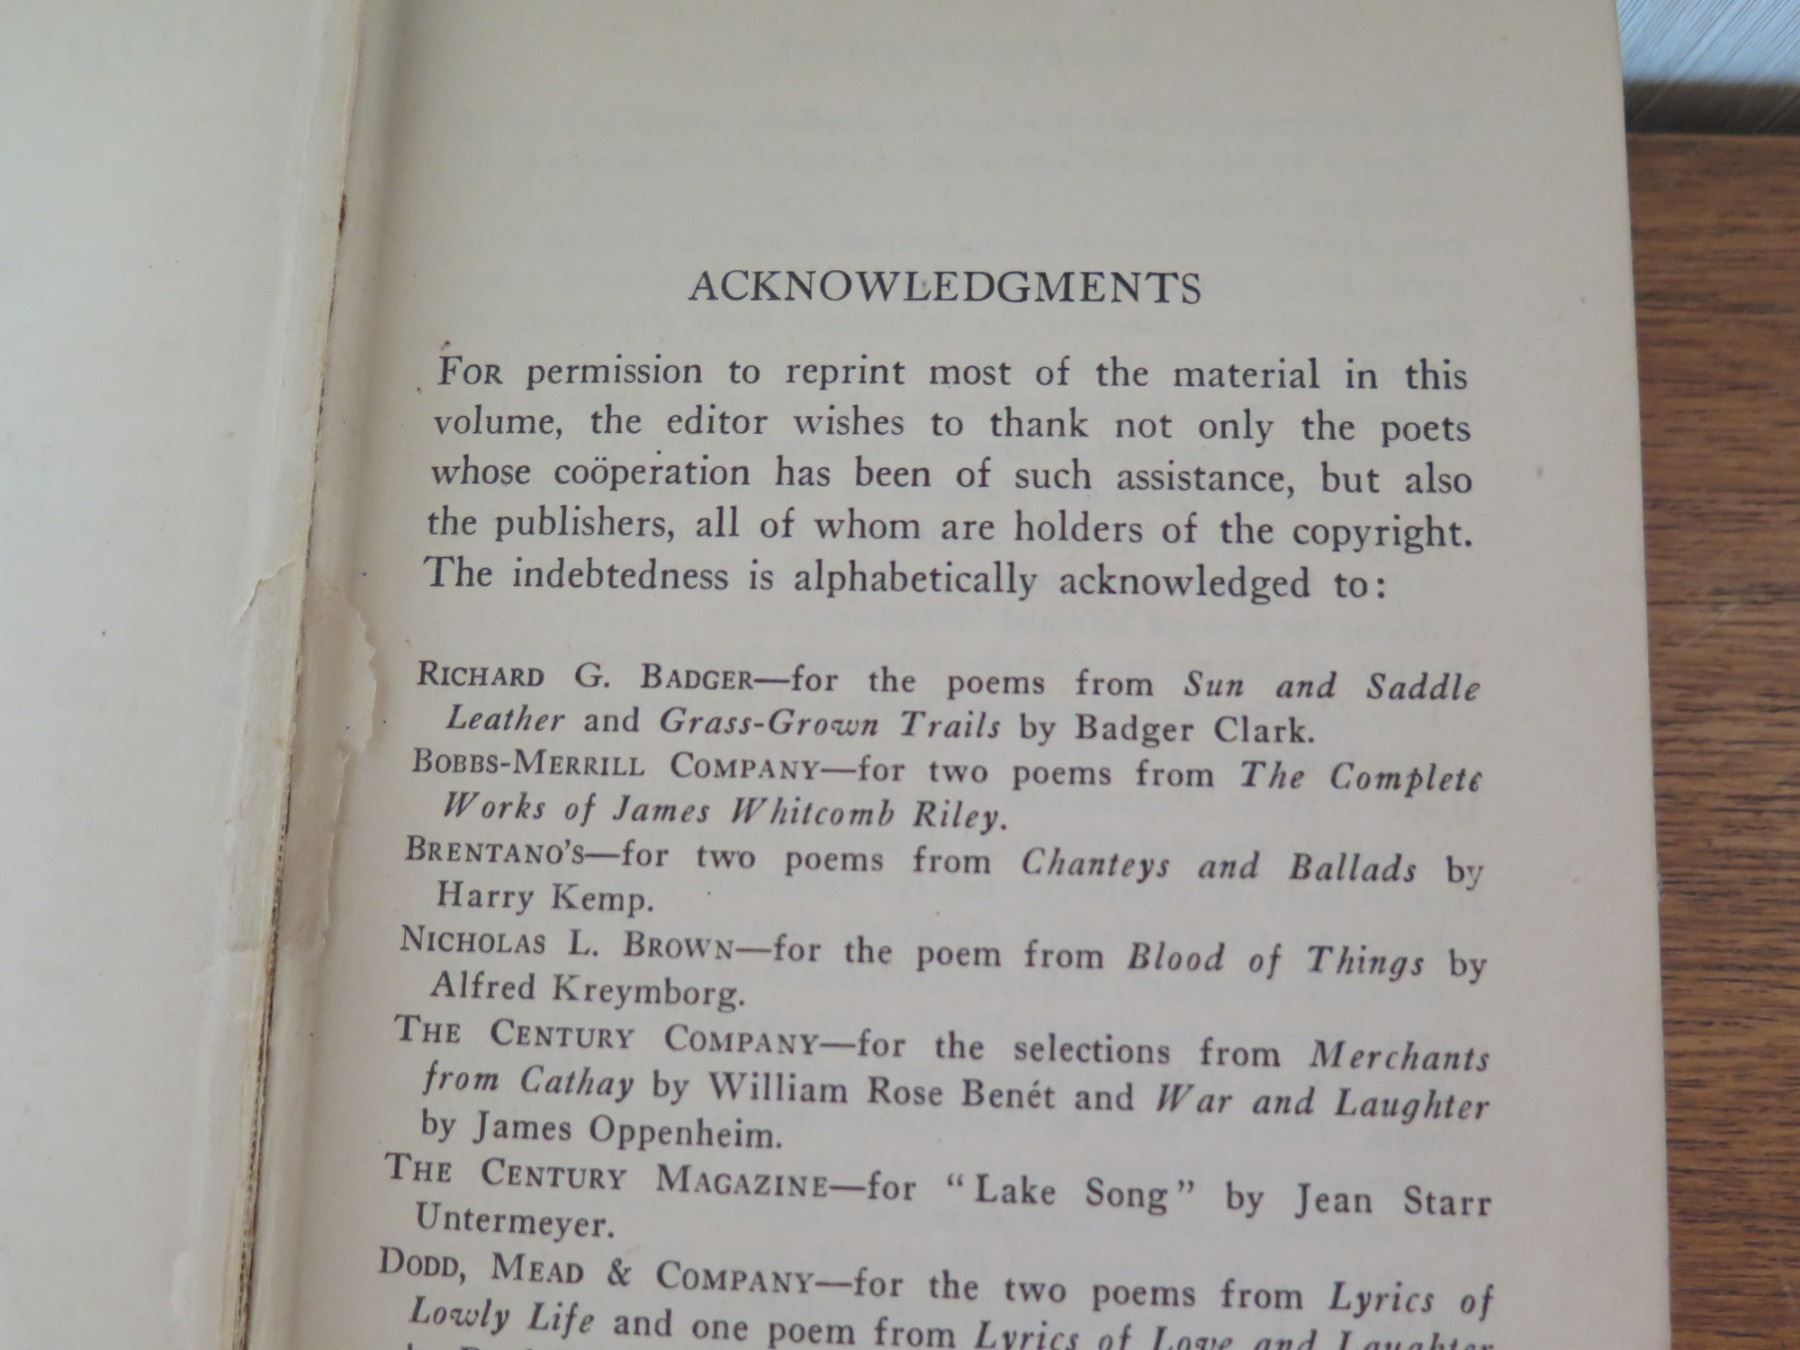 ACKNOWLEDGMENTS
FOR permission to reprint most of the material in this
volume, the editor wishes to thank not only the poets
whose coöperation has been of such assistance, but also
the publishers, all of whom are holders of the copyright.
The indebtedness is alphabetically acknowledged to:
RICHARD G. BADGER—for the poems from Sun and Saddle
Leather and Grass-Grown Trails by Badger Clark.
BOBBS-MERRILL COMPANY—for two poems from The Complete
Works of James Whitcomb Riley.
BRENTANO'S—for two poems from Chanteys and Ballads by
Harry Kemp.
NICHOLAS L. BROWN—for the poem from Blood of Things by
Alfred Kreymborg.
THE CENTURY COMPANY—for the selections from Merchants
from Cathay by William Rose Benét and War and Laughter
by James Oppenheim.
THE CENTURY MAGAZINE—for "Lake Song" by Jean Starr
Untermeyer.
DODD, MEAD & COMPANY—for the two poems from Lyrics of
Lowly Life and one poem from Lyrics of Love and Laughter